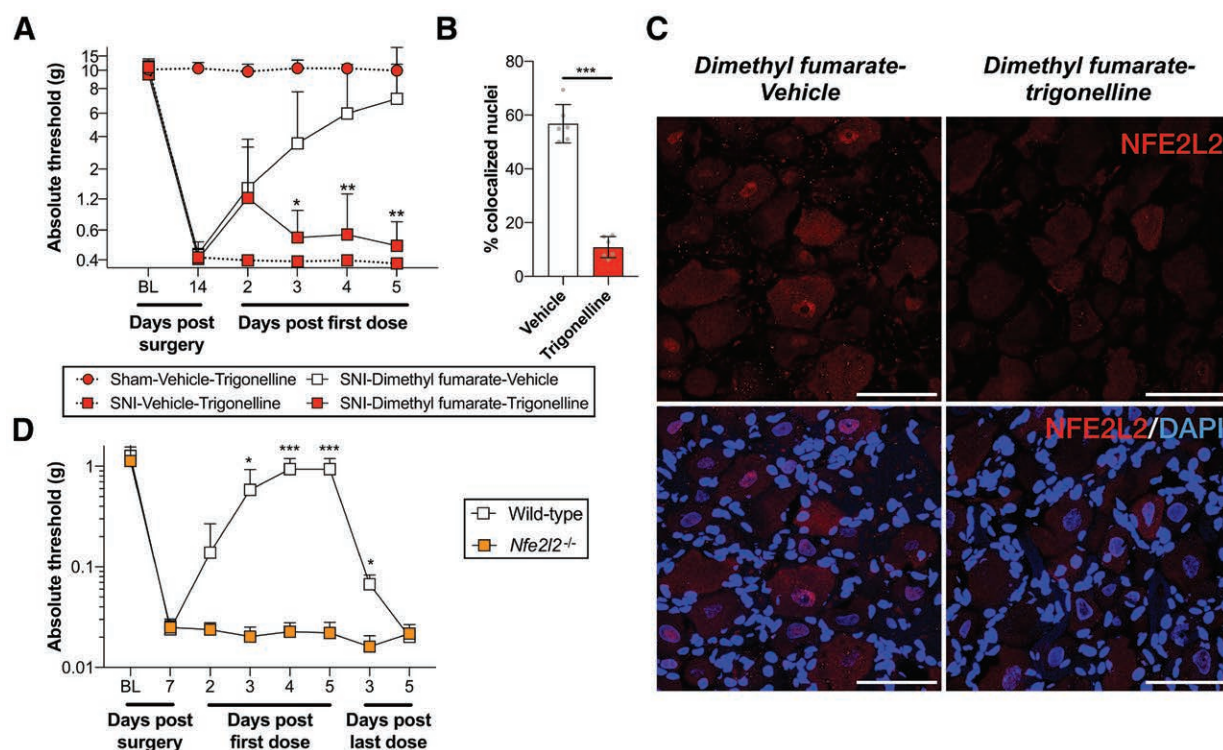 A
Absolute threshold (g)
15
10
8
6
4
2
1.2
0.6
0.4
*
**
**
BL
14
2
3
4
5
Days post
surgery
Days post first dose
B
% colocalized nuclei
80
60
40
20
0
***
Vehicle
Trigonelline
C
Dimethyl fumarate-
Vehicle
Dimethyl fumarate-
trigonelline
NFE2L2
NFE2L2/DAPI
Sham-Vehicle-Trigonelline
SNI-Dimethyl fumarate-Vehicle
SNI-Vehicle-Trigonelline
SNI-Dimethyl fumarate-Trigonelline
D
Absolute threshold (g)
1
0.1
0.01
*
***
***
*
BL
7
2
3
4
5
3
5
Days post
surgery
Days post
first dose
Days post
last dose
Wild-type
Nfe2l2-/-